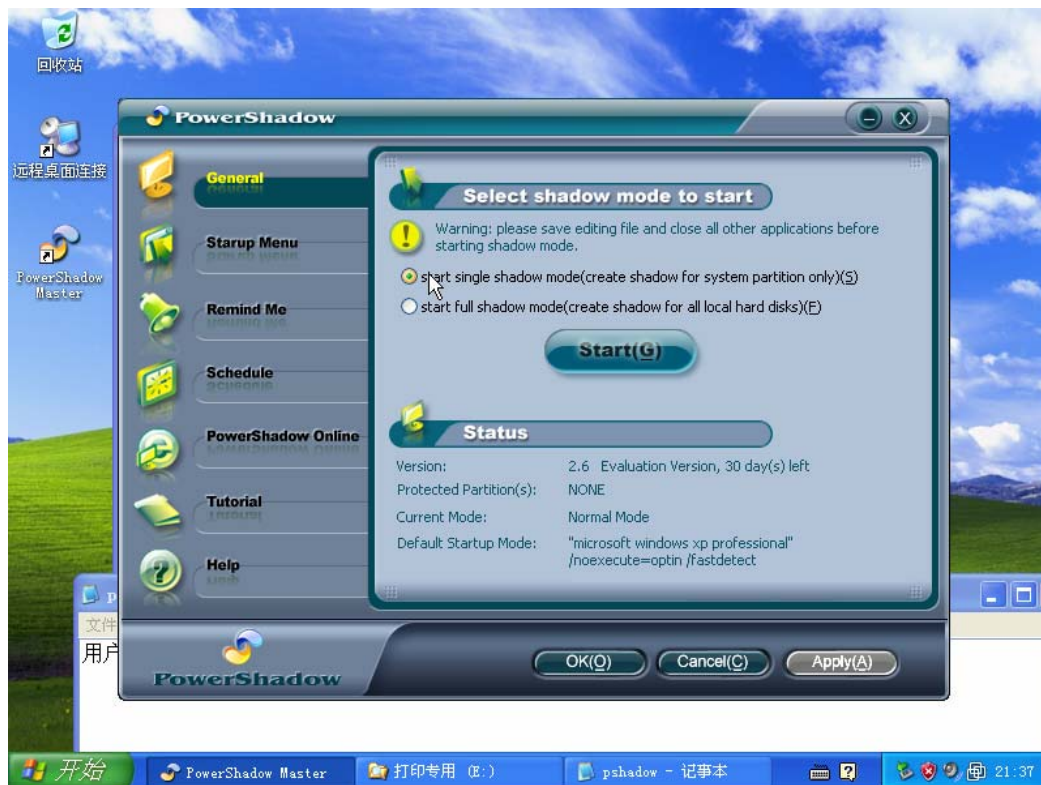 回收站
远程桌面连接
PowerShadow
Master
PowerShadow
General
Starup Menu
Remind Me
Schedule
PowerShadow Online
Tutorial
Help
Select shadow mode to start
Warning: please save editing file and close all other applications before
starting shadow mode.
start single shadow mode(create shadow for system partition only)(S)
start full shadow mode(create shadow for all local hard disks)(F)
Start(G)
Status
Version: 2.6 Evaluation Version, 30 day(s) left
Protected Partition(s): NONE
Current Mode: Normal Mode
Default Startup Mode: "microsoft windows xp professional"
/noexecute=optin /fastdetect
P
文件
用户
PowerShadow
OK(O) Cancel(C) Apply(A)
开始 PowerShadow Master 打印专用 (E:) pshadow - 记事本 21:37